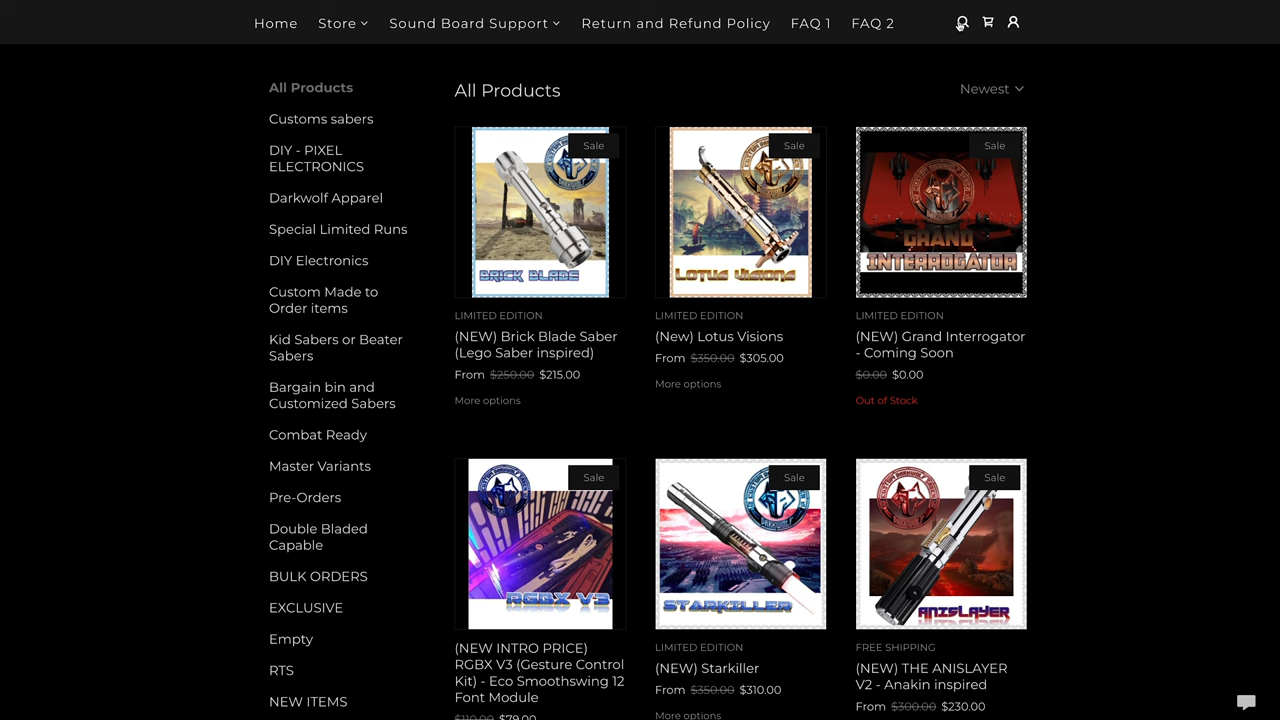 Home
Store
Sound Board Support
Return and Refund Policy
FAQ 1
FAQ 2
All Products
Customs sabers
DIY - PIXEL
ELECTRONICS
Darkwolf Apparel
Special Limited Runs
DIY Electronics
Custom Made to
Order items
Kid Sabers or Beater
Sabers
Bargain bin and
Customized Sabers
Combat Ready
Master Variants
Pre-Orders
Double Bladed
Capable
BULK ORDERS
EXCLUSIVE
Empty
RTS
NEW ITEMS
All Products
Newest
Sale
BRICK BLADE
LIMITED EDITION
(NEW) Brick Blade Saber
(Lego Saber inspired)
From $250.00 $215.00
More options
Sale
Lotus Visions
LIMITED EDITION
(New) Lotus Visions
From $350.00 $305.00
More options
Sale
GRAND
INTERROGATOR
LIMITED EDITION
(NEW) Grand Interrogator
- Coming Soon
$0.00 $0.00
Out of Stock
Sale
RGBX V3
(NEW INTRO PRICE)
RGBX V3 (Gesture Control
Kit) - Eco Smoothswing 12
Font Module
$110.00 $79.00
Sale
STARKILLER
LIMITED EDITION
(NEW) Starkiller
From $350.00 $310.00
More options
Sale
ANISLAYER
FREE SHIPPING
(NEW) THE ANISLAYER
V2 - Anakin inspired
From $300.00 $230.00